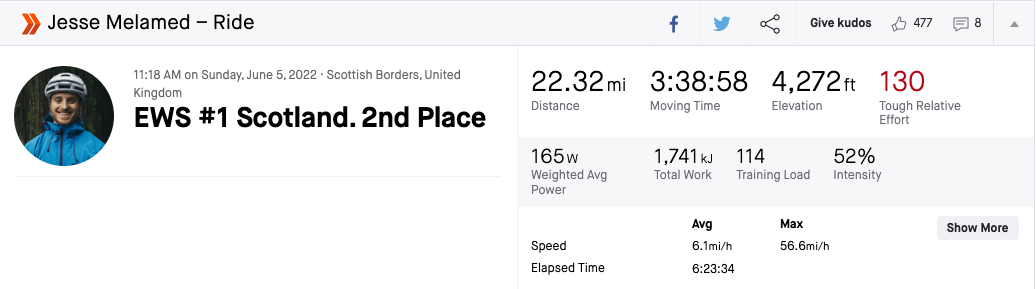 Jesse Melamed – Ride
Give kudos 477 8
11:18 AM on Sunday, June 5, 2022 · Scottish Borders, United
Kingdom
EWS #1 Scotland. 2nd Place
22.32 mi 3:38:58 4,272 ft 130
Distance Moving Time Elevation Tough Relative
Effort
165 W 1,741 kJ 114 52%
Weighted Avg Total Work Training Load Intensity
Power
Avg Max Show More
Speed 6.1mi/h 56.6mi/h
Elapsed Time 6:23:34